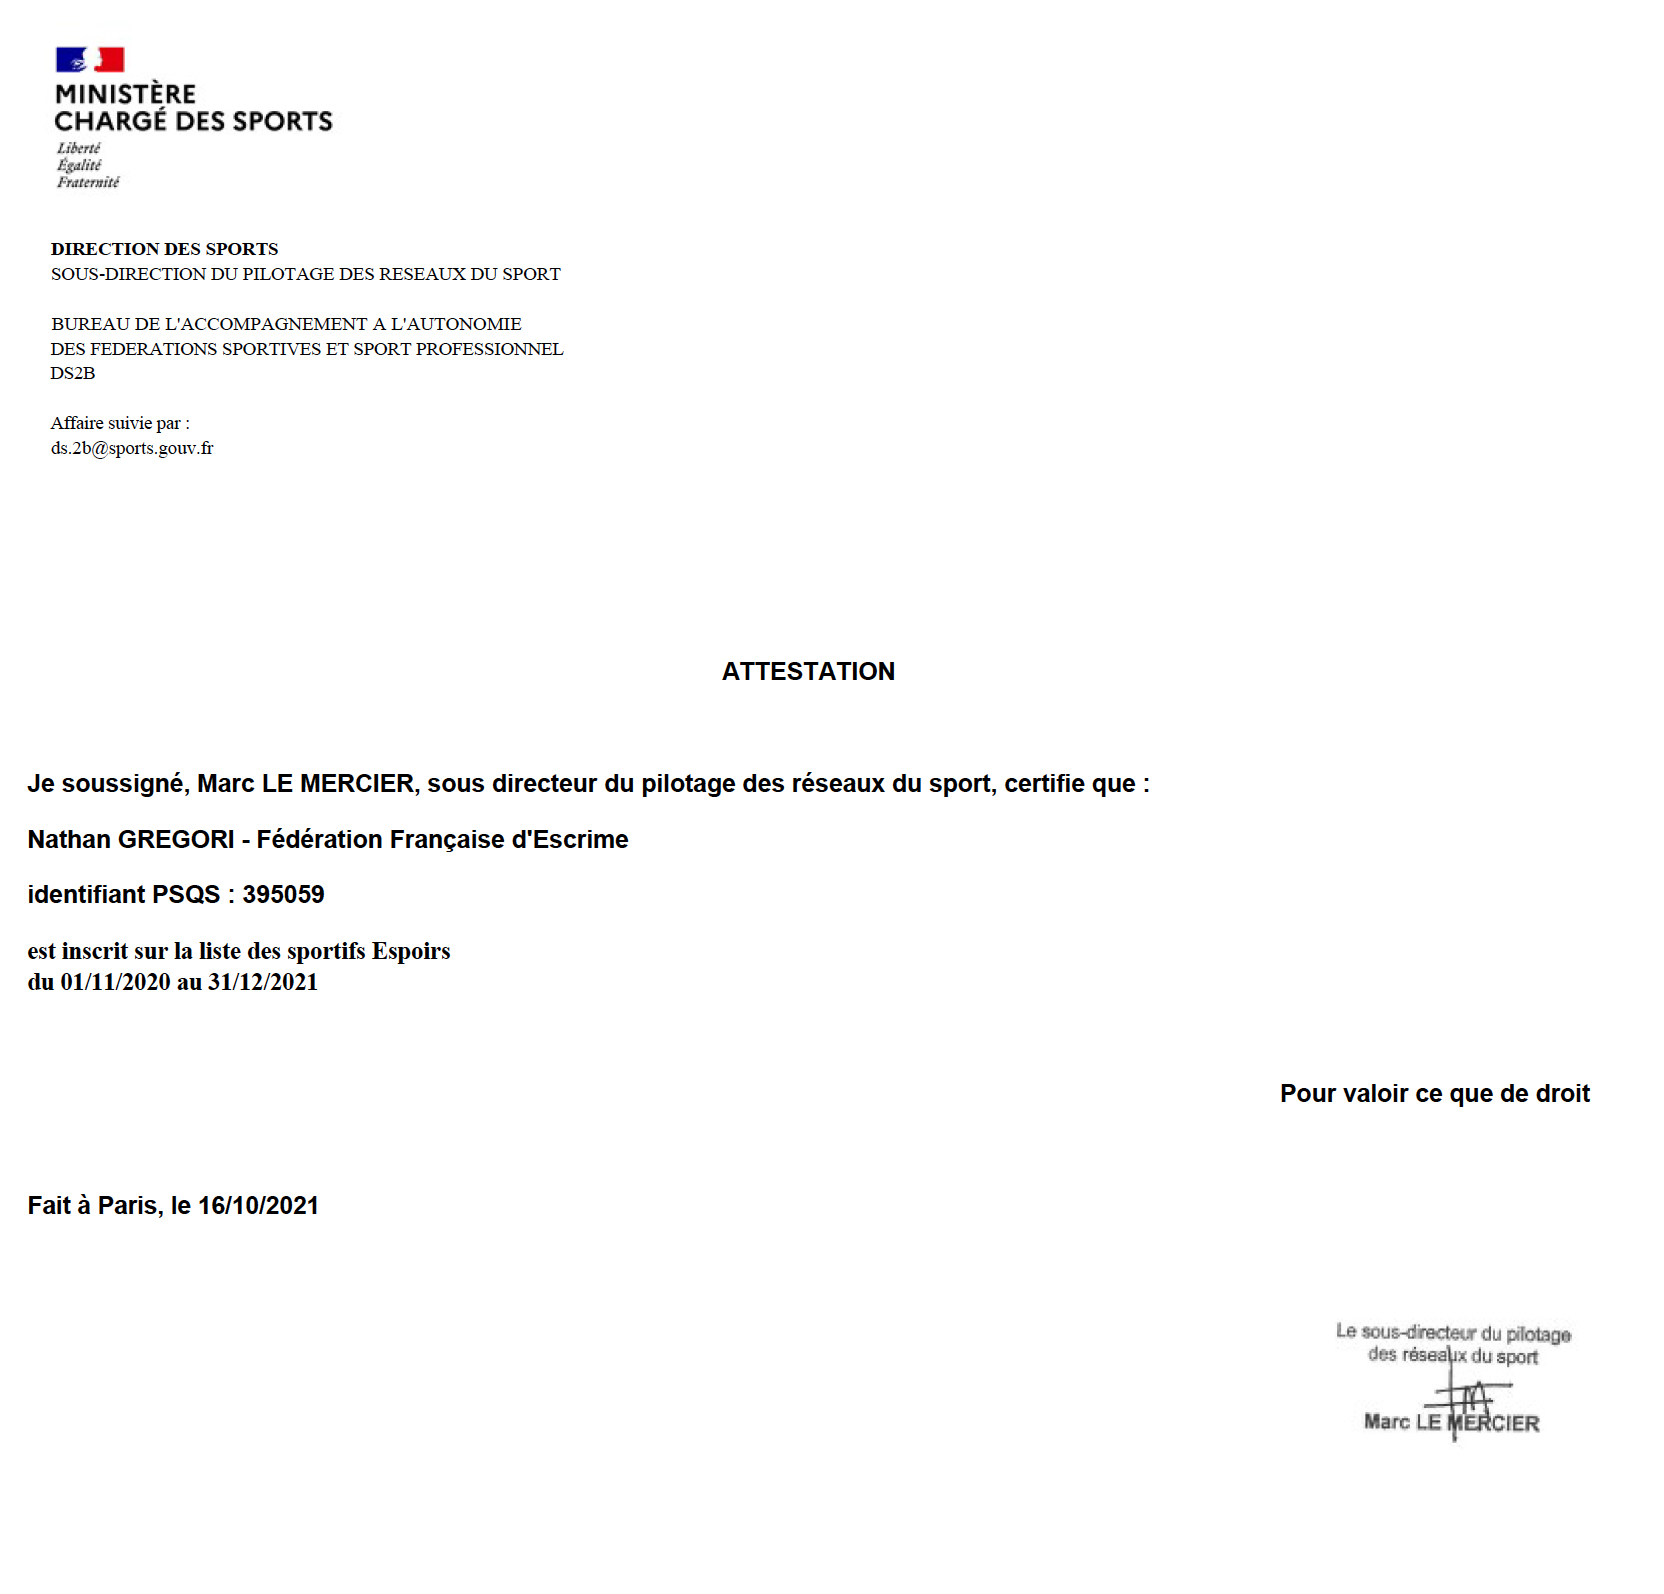 MINISTÈRE
CHARGÉ DES SPORTS
Liberté
Égalité
Fraternité
DIRECTION DES SPORTS
SOUS-DIRECTION DU PILOTAGE DES RESEAUX DU SPORT
BUREAU DE L'ACCOMPAGNEMENT A L'AUTONOMIE
DES FEDERATIONS SPORTIVES ET SPORT PROFESSIONNEL
DS2B
Affaire suivie par :
ds.2b@sports.gouv.fr
ATTESTATION
Je soussigné, Marc LE MERCIER, sous directeur du pilotage des réseaux du sport, certifie que :
Nathan GREGORI - Fédération Française d'Escrime
identifiant PSQS : 395059
est inscrit sur la liste des sportifs Espoirs
du 01/11/2020 au 31/12/2021
Pour valoir ce que de droit
Fait à Paris, le 16/10/2021
Le sous-directeur du pilotage
des réseaux du sport
Marc LE MERCIER